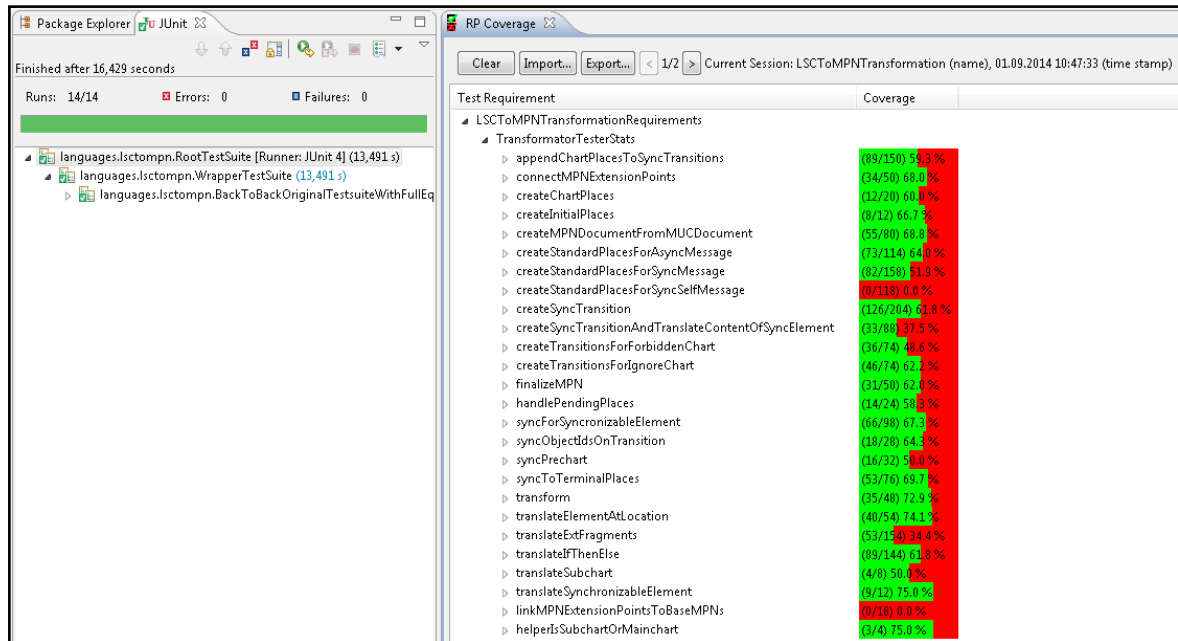 Package Explorer JUnit
Finished after 16,429 seconds
Runs: 14/14 Errors: 0 Failures: 0
languages.lsctompn.RootTestSuite [Runner: JUnit 4] (13,491 s)
languages.lsctompn.WrapperTestSuite (13,491 s)
languages.lsctompn.BackToBackOriginalTestsuiteWithFullEq
RP Coverage
Clear Import... Export... < 1/2 > Current Session: LSCToMPNTransformation (name), 01.09.2014 10:47:33 (time stamp)
Test Requirement Coverage
LSCToMPNTransformationRequirements
TransformatorTesterStats
appendChartPlacesToSyncTransitions (89/150) 59.3 %
connectMPNExtensionPoints (34/50) 68.0 %
createChartPlaces (12/20) 60.0 %
createInitialPlaces (8/12) 66.7 %
createMPNDocumentFromMUCDocument (55/80) 68.8 %
createStandardPlacesForAsyncMessage (73/114) 64.0 %
createStandardPlacesForSyncMessage (82/158) 51.9 %
createStandardPlacesForSyncSelfMessage (0/118) 0.0 %
createSyncTransition (126/204) 61.8 %
createSyncTransitionAndTranslateContentOfSyncElement (33/88) 37.5 %
createTransitionsForForbiddenChart (36/74) 48.6 %
createTransitionsForIgnoreChart (46/74) 62.2 %
finalizeMPN (31/50) 62.0 %
handlePendingPlaces (14/24) 58.3 %
syncForSyncronizableElement (66/98) 67.3 %
syncObjectIdsOnTransition (18/28) 64.3 %
syncPrechart (16/32) 50.0 %
syncToTerminalPlaces (53/76) 69.7 %
transform (35/48) 72.9 %
translateElementAtLocation (40/54) 74.1 %
translateExtFragments (53/154) 34.4 %
translateIfThenElse (89/144) 61.8 %
translateSubchart (4/8) 50.0 %
translateSynchronizableElement (9/12) 75.0 %
linkMPNExtensionPointsToBaseMPNs (0/18) 0.0 %
helperIsSubchartOrMainchart (3/4) 75.0 %